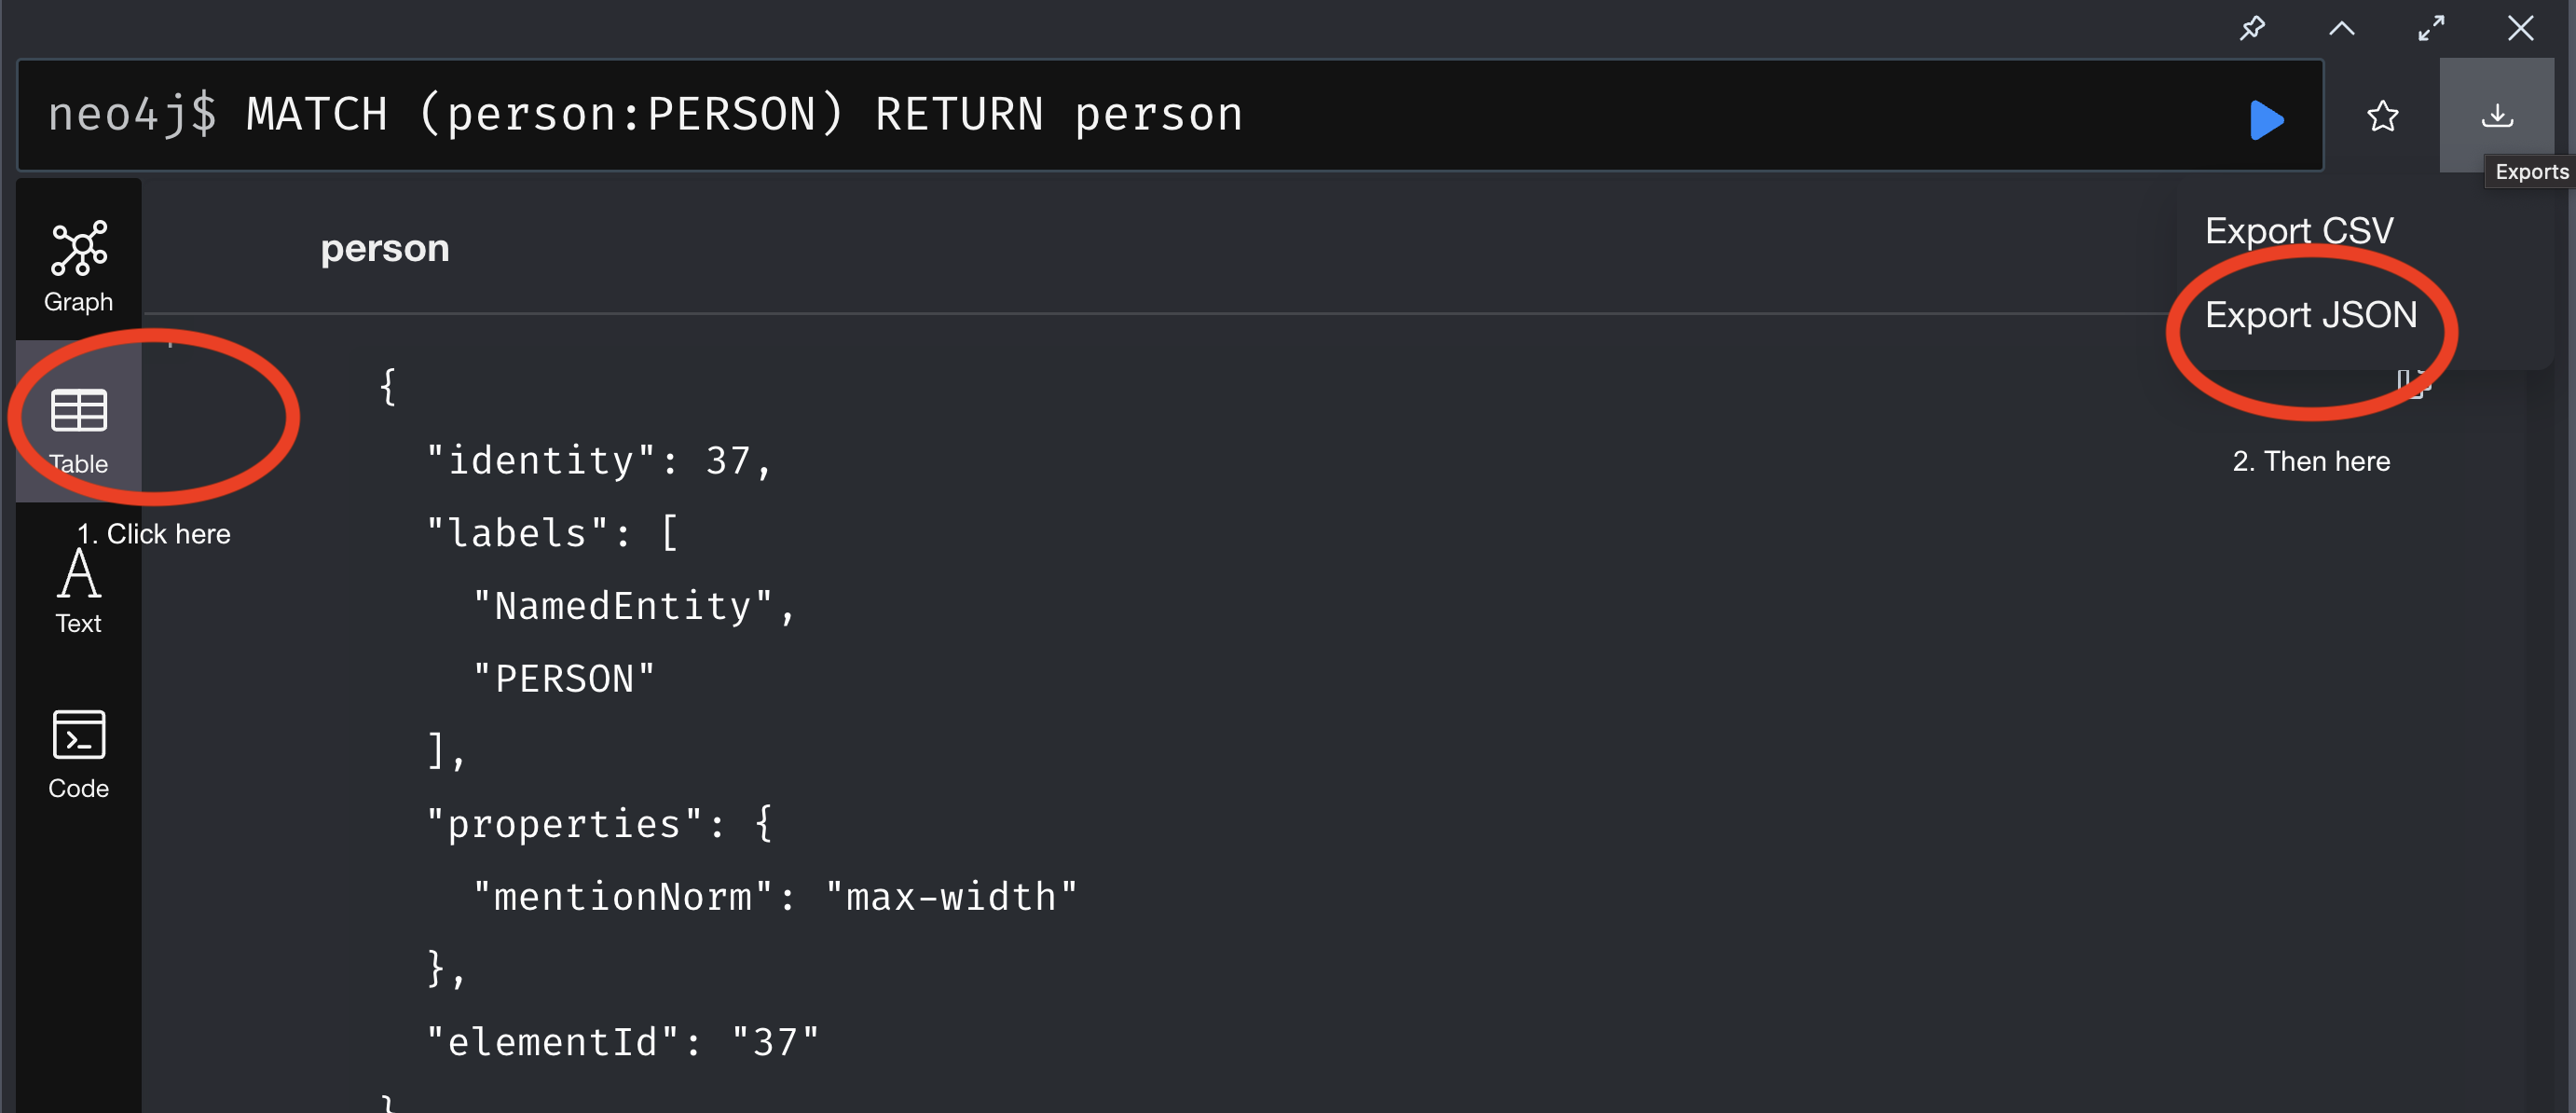 neo4j$ MATCH (person:PERSON) RETURN person
Exports
Export CSV
Export JSON
2. Then here
Graph
Table
1. Click here
Text
Code
person
{
"identity": 37,
"labels": [
"NamedEntity",
"PERSON"
],
"properties": {
"mentionNorm": "max-width"
},
"elementId": "37"
}